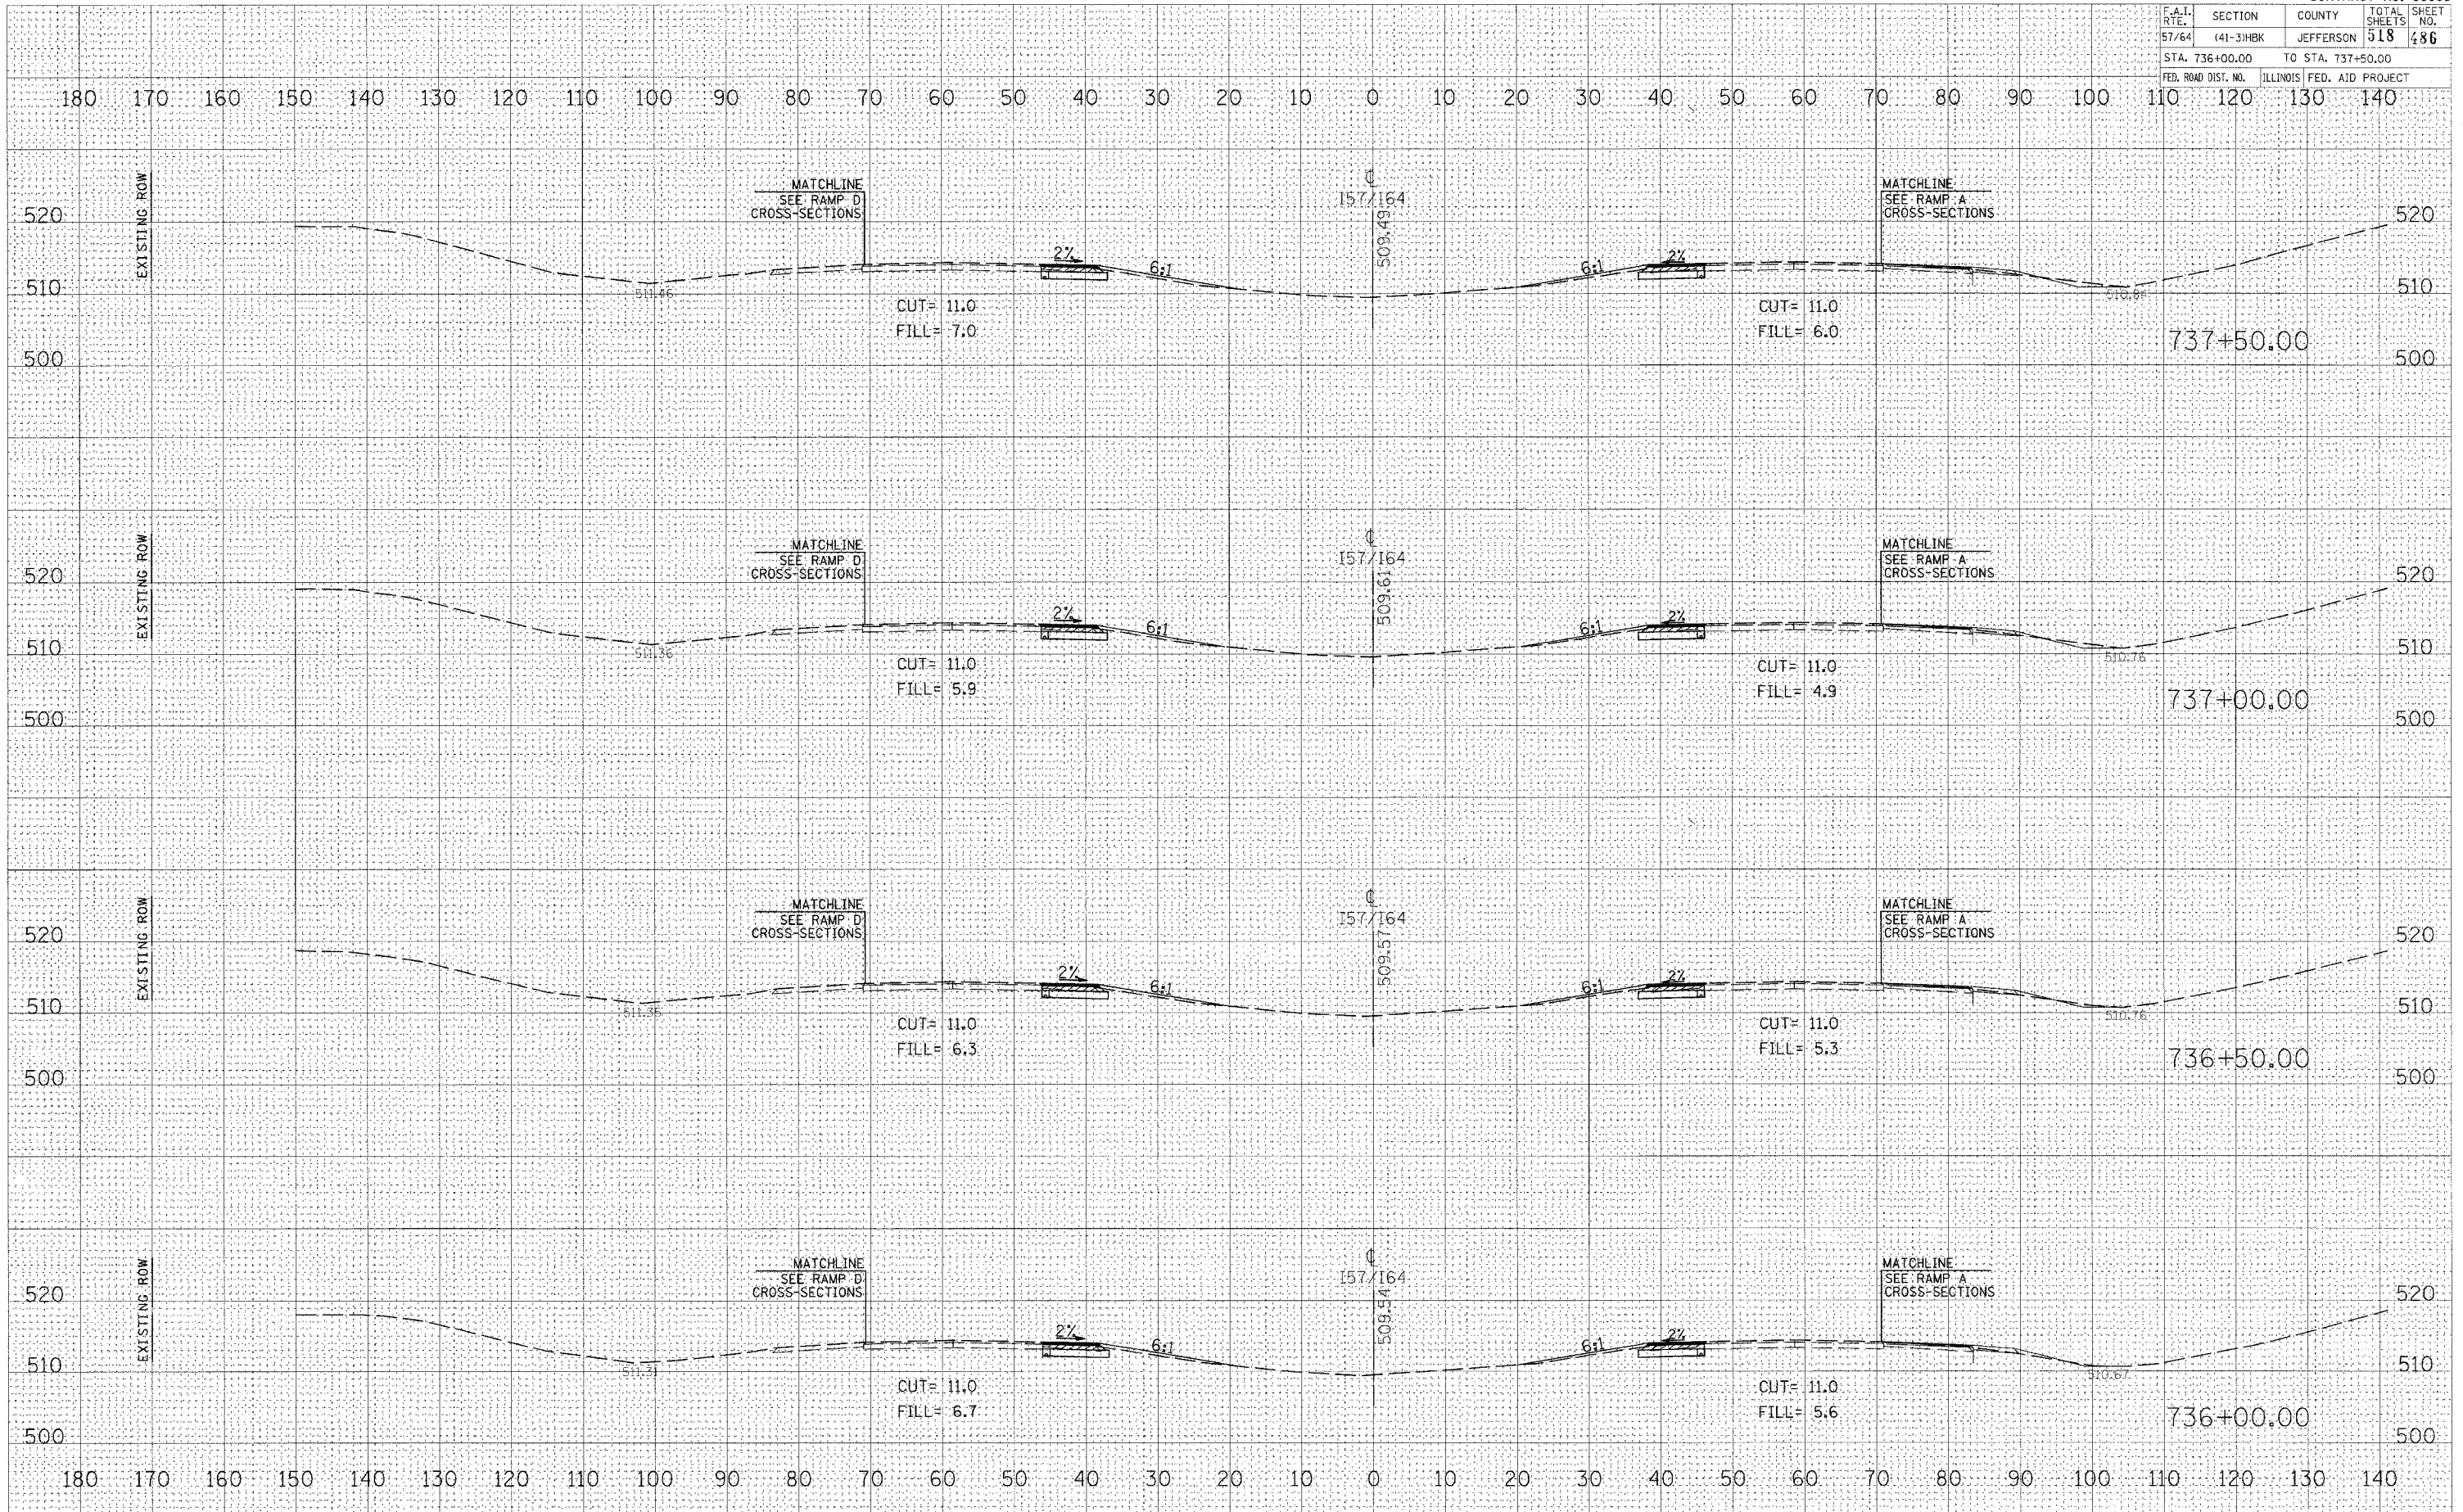 F.A.I. RTE. SECTION COUNTY TOTAL SHEETS SHEET NO.
57/64 (41-3)HBK JEFFERSON 518 486
STA. 736+00.00 TO STA. 737+50.00
FED. ROAD DIST. NO. ILLINOIS FED. AID PROJECT
180 170 160 150 140 130 120 110 100 90 80 70 60 50 40 30 20 10 0 10 20 30 40 50 60 70 80 90 100 110 120 130 140
EXISTING ROW
MATCHLINE
SEE RAMP D
CROSS-SECTIONS
℄
I57/I64
509.49
MATCHLINE
SEE RAMP A
CROSS-SECTIONS
520 520
2% 6:1 6:1 2%
510 511.46 510.84 510
CUT= 11.0 CUT= 11.0
FILL= 7.0 FILL= 6.0
737+50.00
500 500
EXISTING ROW
MATCHLINE
SEE RAMP D
CROSS-SECTIONS
℄
I57/I64
509.61
MATCHLINE
SEE RAMP A
CROSS-SECTIONS
520 520
2% 6:1 6:1 2%
510 511.36 510.76 510
CUT= 11.0 CUT= 11.0
FILL= 5.9 FILL= 4.9
737+00.00
500 500
EXISTING ROW
MATCHLINE
SEE RAMP D
CROSS-SECTIONS
℄
I57/I64
509.57
MATCHLINE
SEE RAMP A
CROSS-SECTIONS
520 520
2% 6:1 6:1 2%
510 511.35 510.76 510
CUT= 11.0 CUT= 11.0
FILL= 6.3 FILL= 5.3
736+50.00
500 500
EXISTING ROW
MATCHLINE
SEE RAMP D
CROSS-SECTIONS
℄
I57/I64
509.54
MATCHLINE
SEE RAMP A
CROSS-SECTIONS
520 520
2% 6:1 6:1 2%
510 511.31 510.67 510
CUT= 11.0 CUT= 11.0
FILL= 6.7 FILL= 5.6
736+00.00
500 500
180 170 160 150 140 130 120 110 100 90 80 70 60 50 40 30 20 10 0 10 20 30 40 50 60 70 80 90 100 110 120 130 140